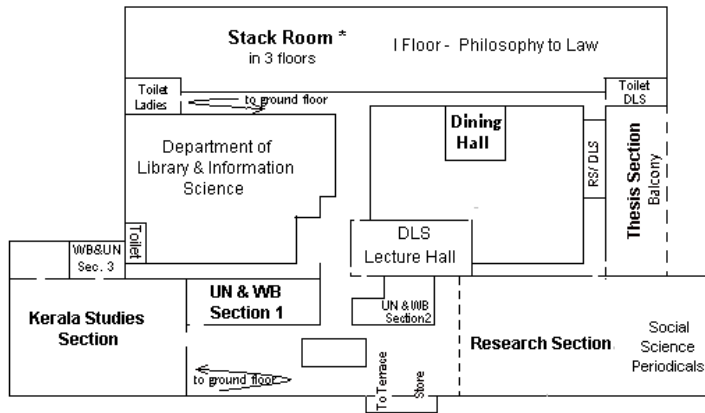 Stack Room *
in 3 floors
I Floor - Philosophy to Law
Toilet
Ladies
to ground floor
Toilet
DLS
Dining
Hall
Department of
Library & Information
Science
RS/ DLS
Thesis Section
Balcony
Toilet
WB&UN
Sec. 3
DLS
Lecture Hall
UN & WB
Section 1
UN & WB
Section2
Kerala Studies
Section
Research Section
Social
Science
Periodicals
to ground floor
To Terrace
Store